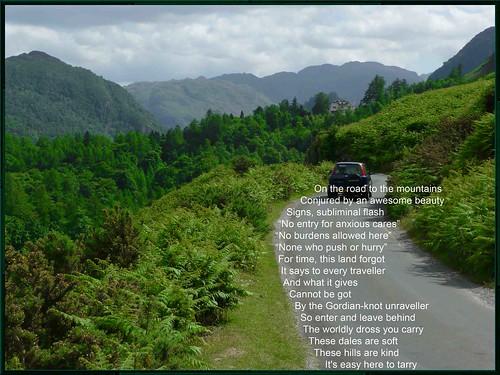 On the road to the mountains
Conjured by an awesome beauty
Signs, subliminal flash
"No entry for anxious cares"
"No burdens allowed here"
"None who push or hurry"
For time, this land forgot
It says to every traveller
And what it gives
Cannot be got
By the Gordian-knot unraveller
So enter and leave behind
The worldly dross you carry
These dales are soft
These hills are kind
It's easy here to tarry